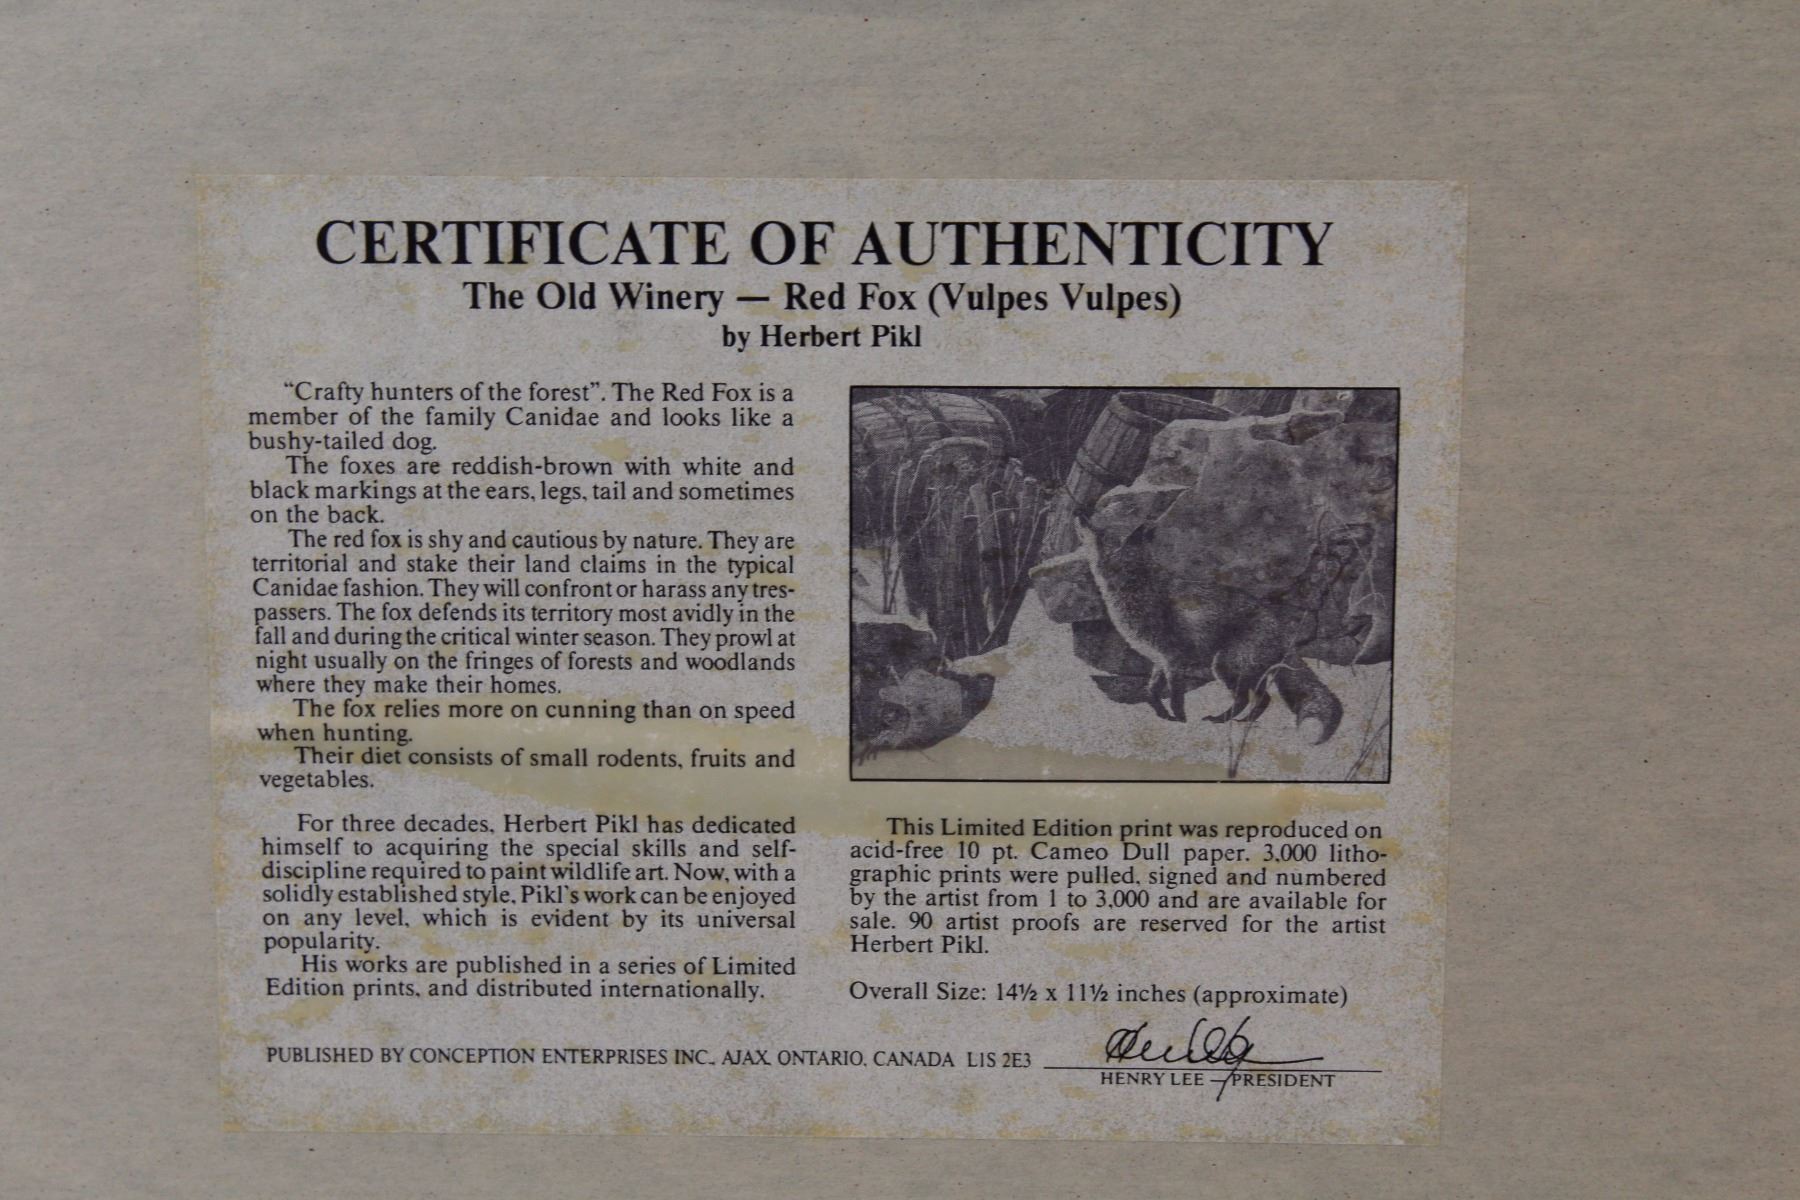 CERTIFICATE OF AUTHENTICITY
The Old Winery — Red Fox (Vulpes Vulpes)
by Herbert Pikl
“Crafty hunters of the forest”. The Red Fox is a
member of the family Canidae and looks like a
bushy-tailed dog.
The foxes are reddish-brown with white and
black markings at the ears, legs, tail and sometimes
on the back.
The red fox is shy and cautious by nature. They are
territorial and stake their land claims in the typical
Canidae fashion. They will confront or harass any tres-
passers. The fox defends its territory most avidly in the
fall and during the critical winter season. They prowl at
night usually on the fringes of forests and woodlands
where they make their homes.
The fox relies more on cunning than on speed
when hunting.
Their diet consists of small rodents, fruits and
vegetables.
For three decades, Herbert Pikl has dedicated
himself to acquiring the special skills and self-
discipline required to paint wildlife art. Now, with a
solidly established style, Pikl's work can be enjoyed
on any level, which is evident by its universal
popularity.
His works are published in a series of Limited
Edition prints, and distributed internationally.
This Limited Edition print was reproduced on
acid-free 10 pt. Cameo Dull paper. 3,000 litho-
graphic prints were pulled, signed and numbered
by the artist from 1 to 3,000 and are available for
sale. 90 artist proofs are reserved for the artist
Herbert Pikl.
Overall Size: 14½ x 11½ inches (approximate)
PUBLISHED BY CONCEPTION ENTERPRISES INC., AJAX, ONTARIO, CANADA L1S 2E3
HENRY LEE — PRESIDENT